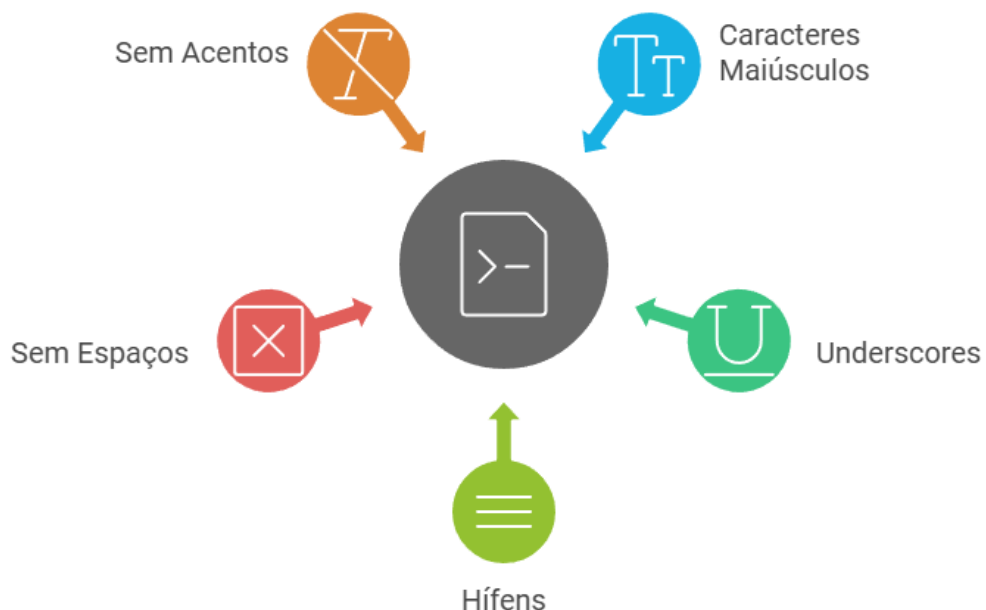 Sem Acentos
Caracteres
Maiúsculos
Sem Espaços
Underscores
Hífens